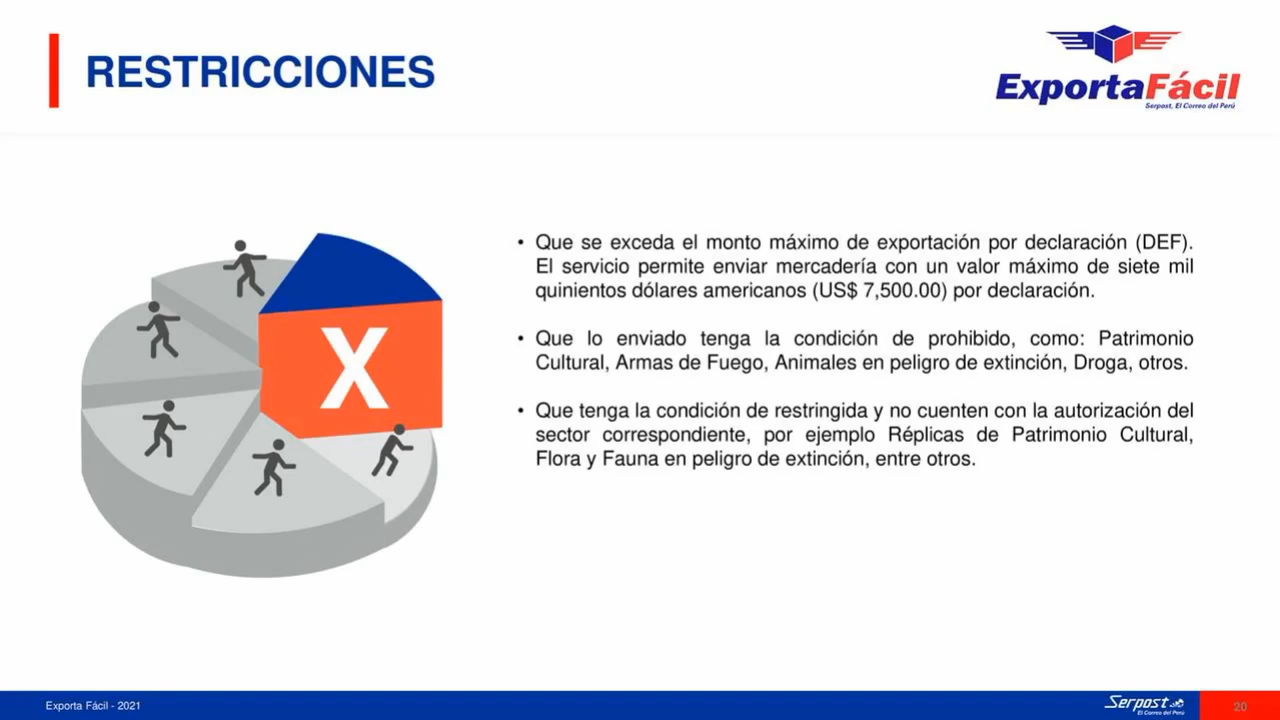 RESTRICCIONES
ExportaFácil
Serpost, El Correo del Perú
X
• Que se exceda el monto máximo de exportación por declaración (DEF).
El servicio permite enviar mercadería con un valor máximo de siete mil
quinientos dólares americanos (US$ 7,500.00) por declaración.
• Que lo enviado tenga la condición de prohibido, como: Patrimonio
Cultural, Armas de Fuego, Animales en peligro de extinción, Droga, otros.
• Que tenga la condición de restringida y no cuenten con la autorización del
sector correspondiente, por ejemplo Réplicas de Patrimonio Cultural,
Flora y Fauna en peligro de extinción, entre otros.
Exporta Fácil - 2021
Serpost
El Correo del Perú
20